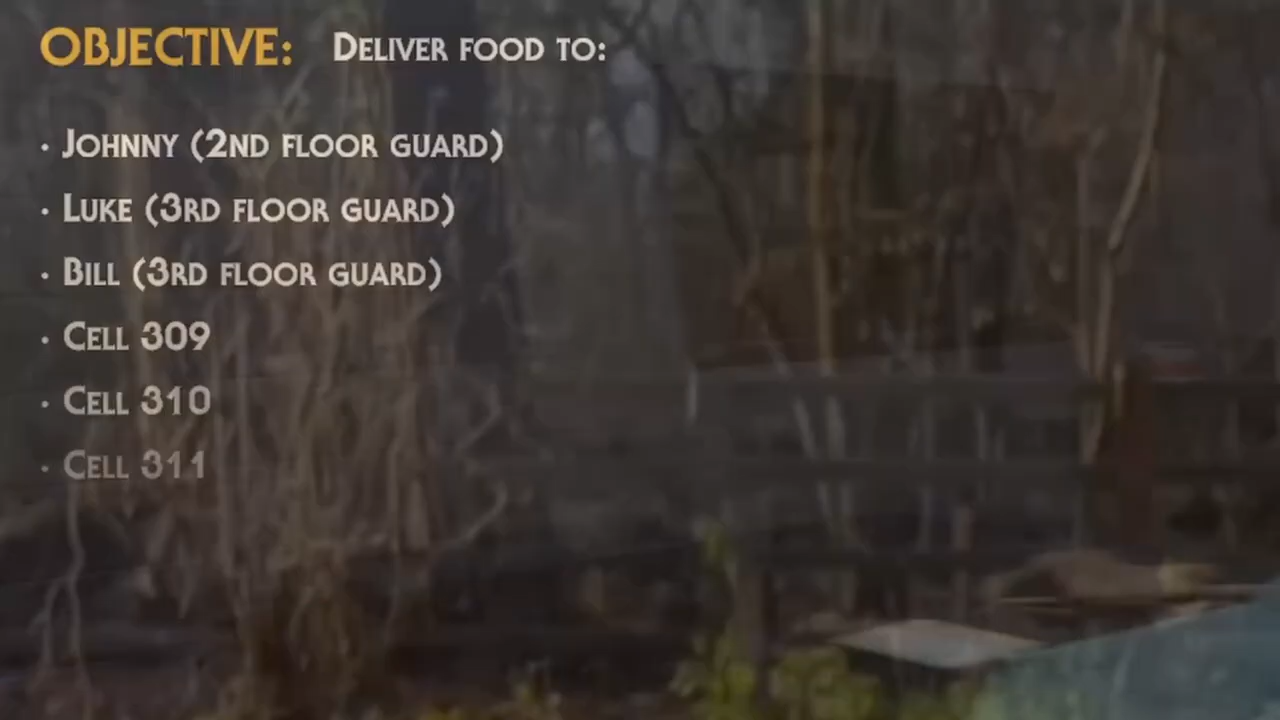 OBJECTIVE: DELIVER FOOD TO:
• JOHNNY (2ND FLOOR GUARD)
• LUKE (3RD FLOOR GUARD)
• BILL (3RD FLOOR GUARD)
• CELL 309
• CELL 310
• CELL 311